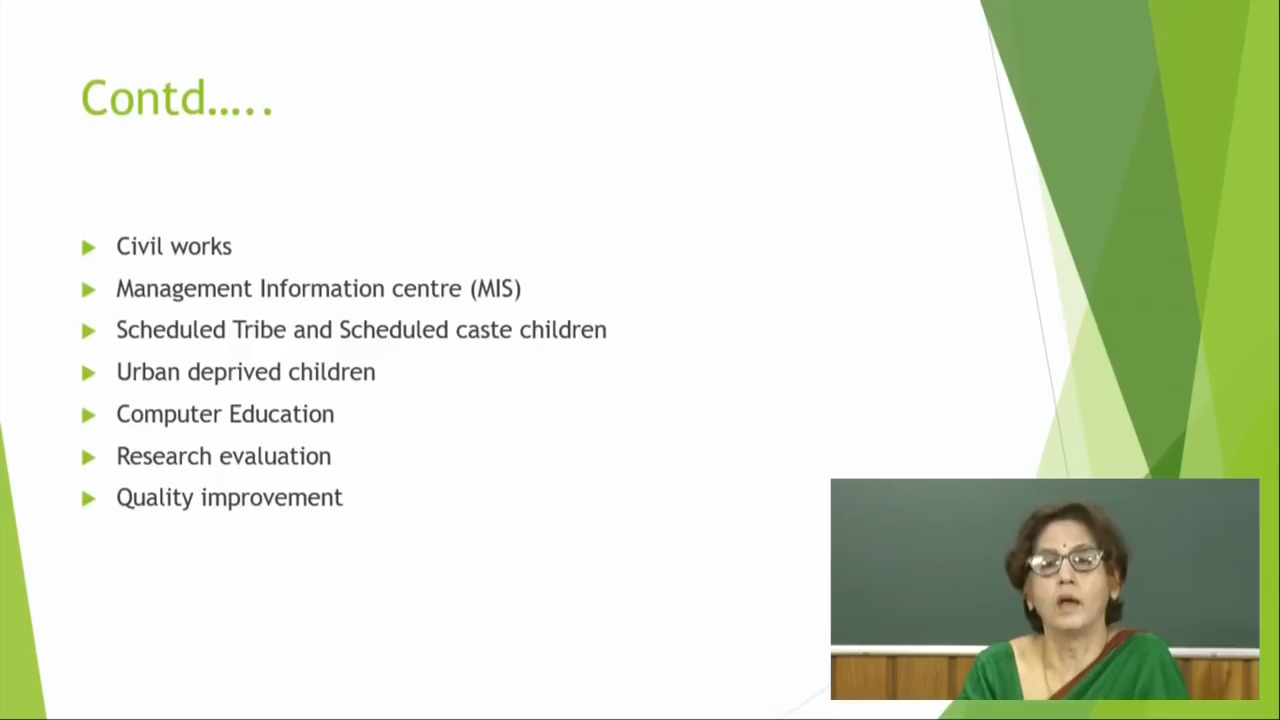 Contd…..
Civil works
Management Information centre (MIS)
Scheduled Tribe and Scheduled caste children
Urban deprived children
Computer Education
Research evaluation
Quality improvement